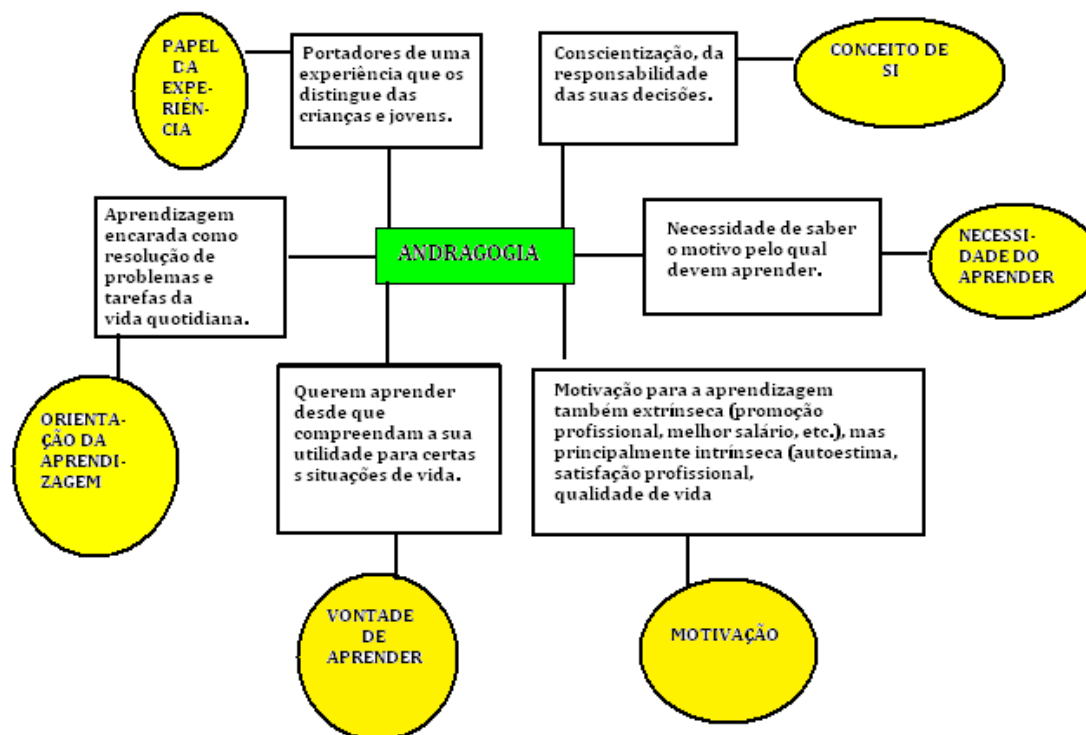 PAPEL
DA
EXPE-
RIÊN-
CIA
Portadores de uma
experiência que os
distingue das
crianças e jovens.
Conscientização, da
responsabilidade
das suas decisões.
CONCEITO DE
SI
Aprendizagem
encarada como
resolução de
problemas e
tarefas da
vida quotidiana.
ANDRAGOGIA
Necessidade de saber
o motivo pelo qual
devem aprender.
NECESSI-
DADE DO
APRENDER
ORIENTA-
ÇÃO DA
APRENDI-
ZAGEM
Querem aprender
desde que
compreendam a sua
utilidade para certas
s situações de vida.
Motivação para a aprendizagem
também extrínseca (promoção
profissional, melhor salário, etc.), mas
principalmente intrínseca (autoestima,
satisfação profissional,
qualidade de vida
VONTADE
DE
APRENDER
MOTIVAÇÃO